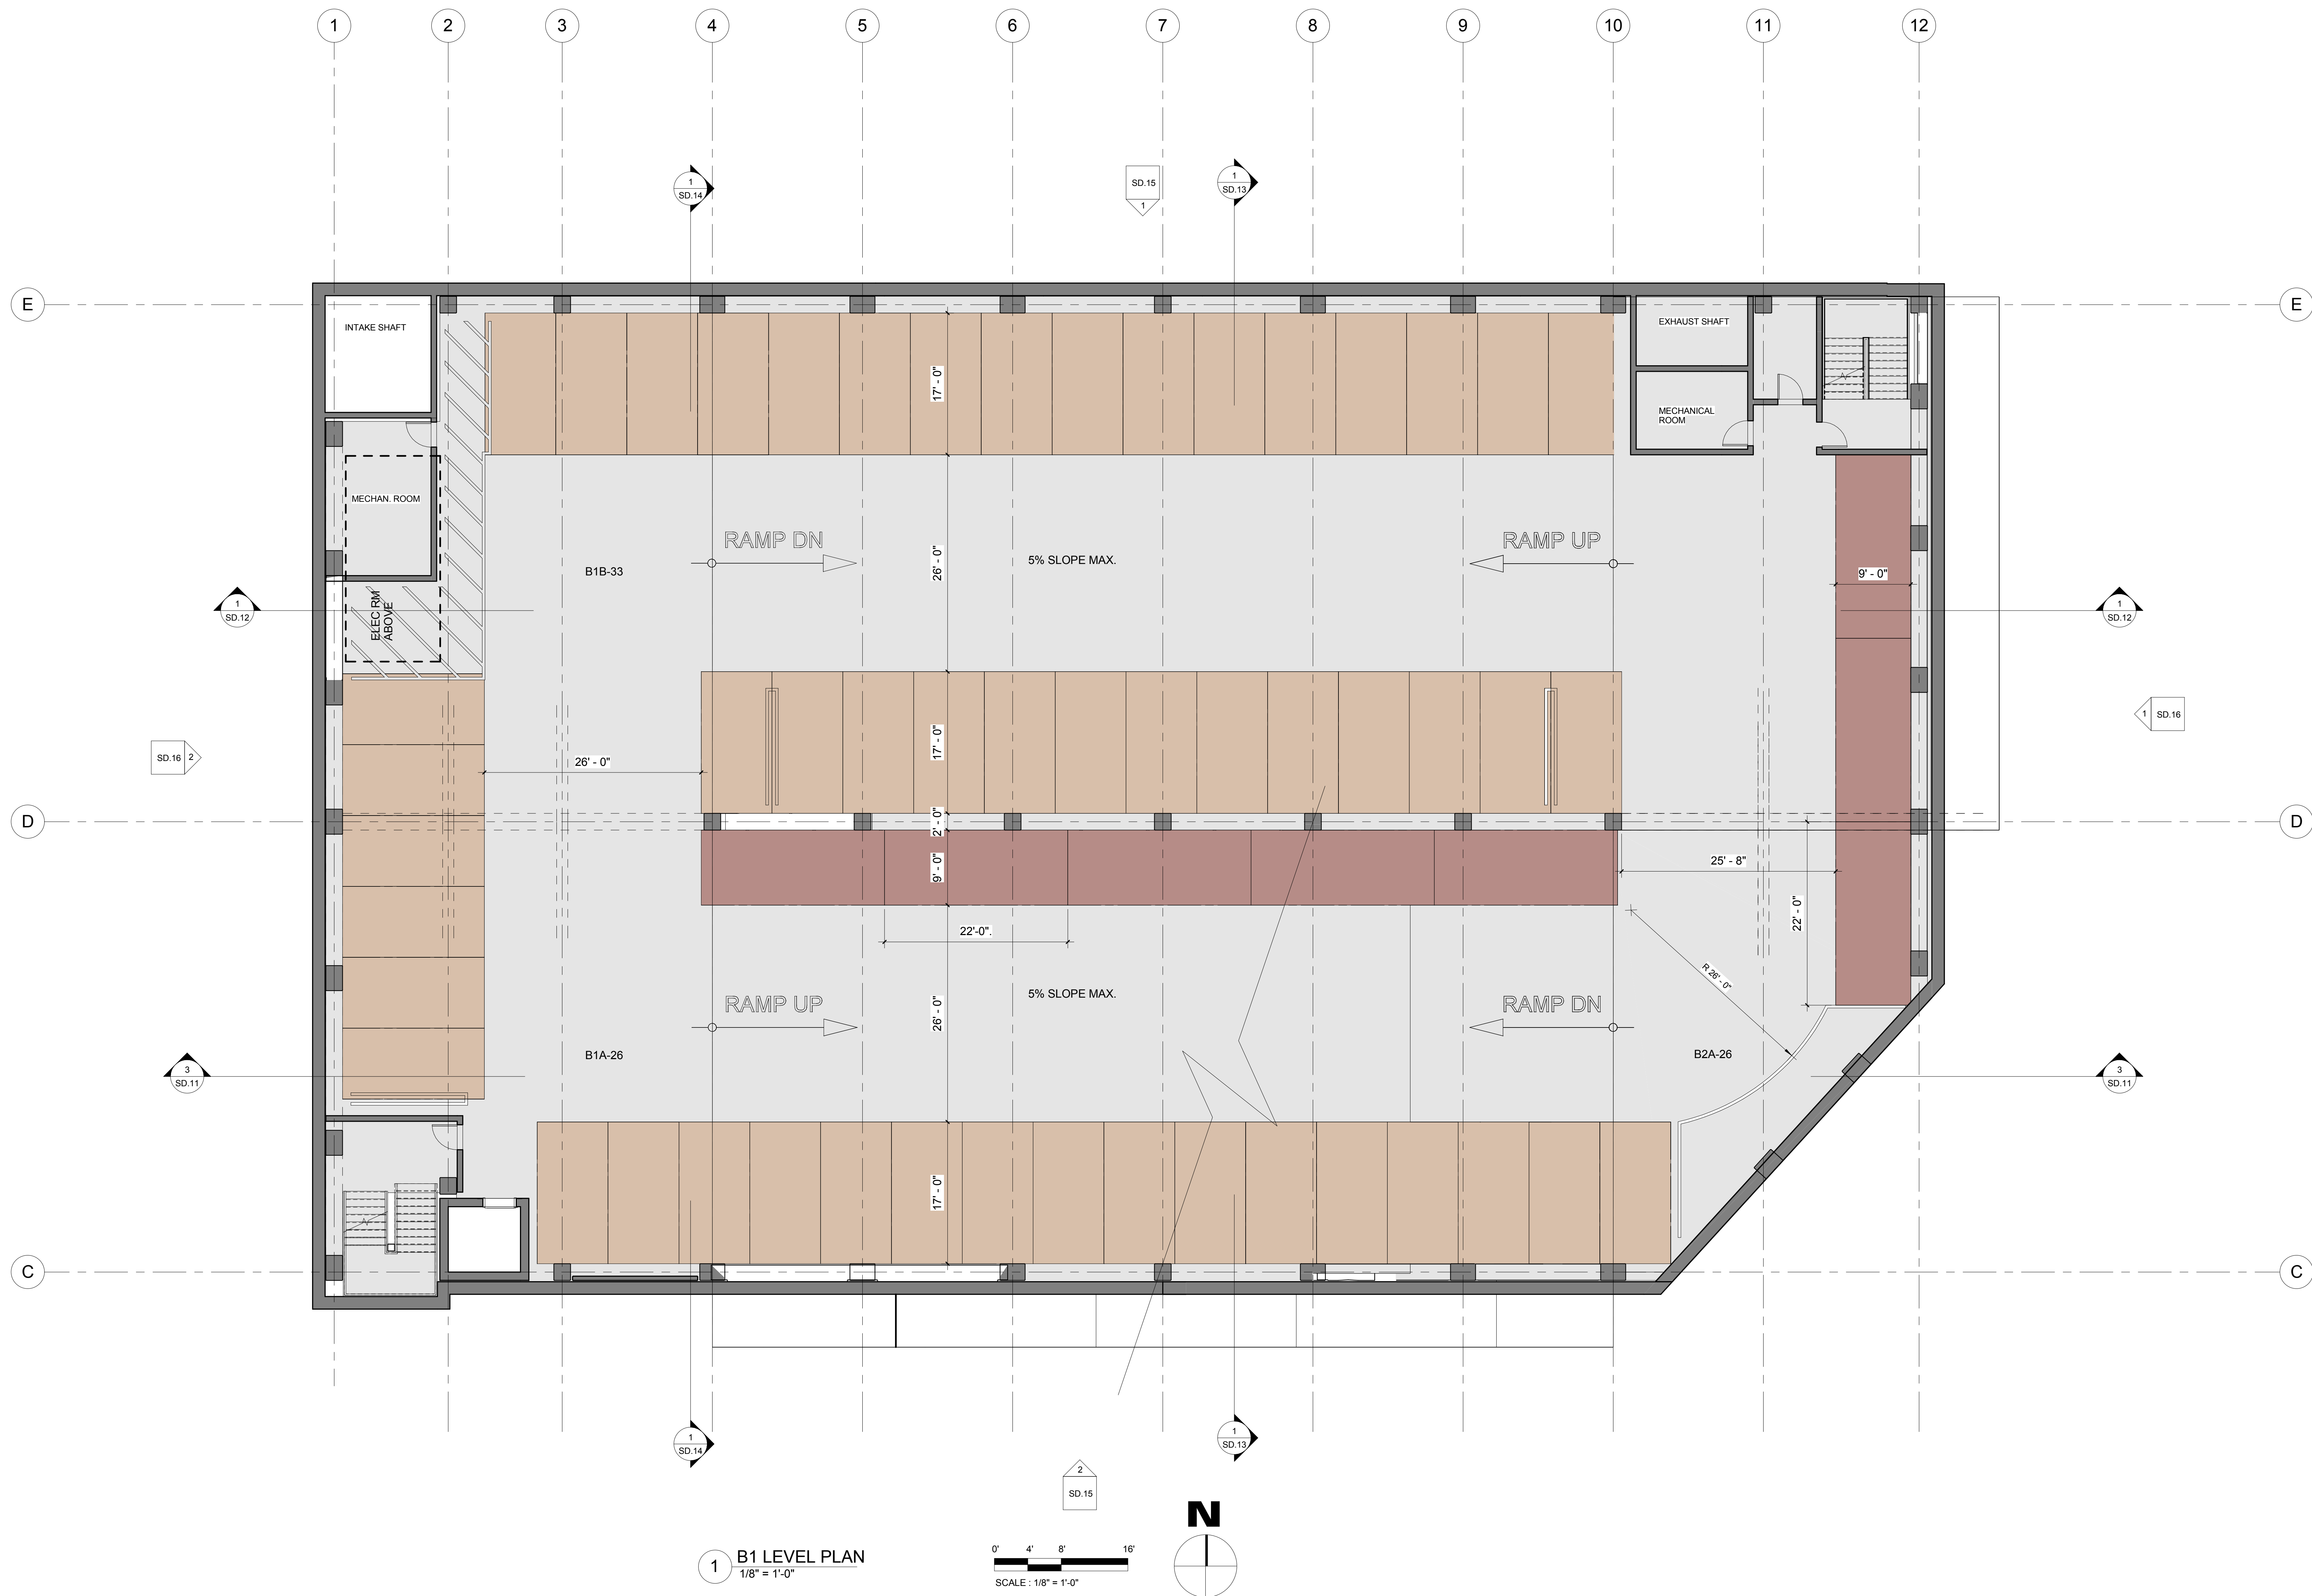 1 2 3 4 5 6 7 8 9 10 11 12
1
SD.14
SD.15
1
1
SD.13
E
E
INTAKE SHAFT
EXHAUST SHAFT
17' - 0"
MECHANICAL
ROOM
MECHAN. ROOM
RAMP DN
RAMP UP
26' - 0"
5% SLOPE MAX.
B1B-33
9' - 0"
ELEC RM
ABOVE
1
SD.12
1
SD.12
SD.16
2
1
SD.16
17' - 0"
26' - 0"
D
D
2' - 0"
25' - 8"
9' - 0"
22' - 0"
22'-0".
R 26' - 0"
RAMP UP
5% SLOPE MAX.
RAMP DN
26' - 0"
B1A-26
B2A-26
3
SD.11
3
SD.11
17' - 0"
C
C
1
SD.14
1
SD.13
2
SD.15
N
1
B1 LEVEL PLAN
1/8" = 1'-0"
0' 4' 8' 16'
SCALE : 1/8" = 1'-0"